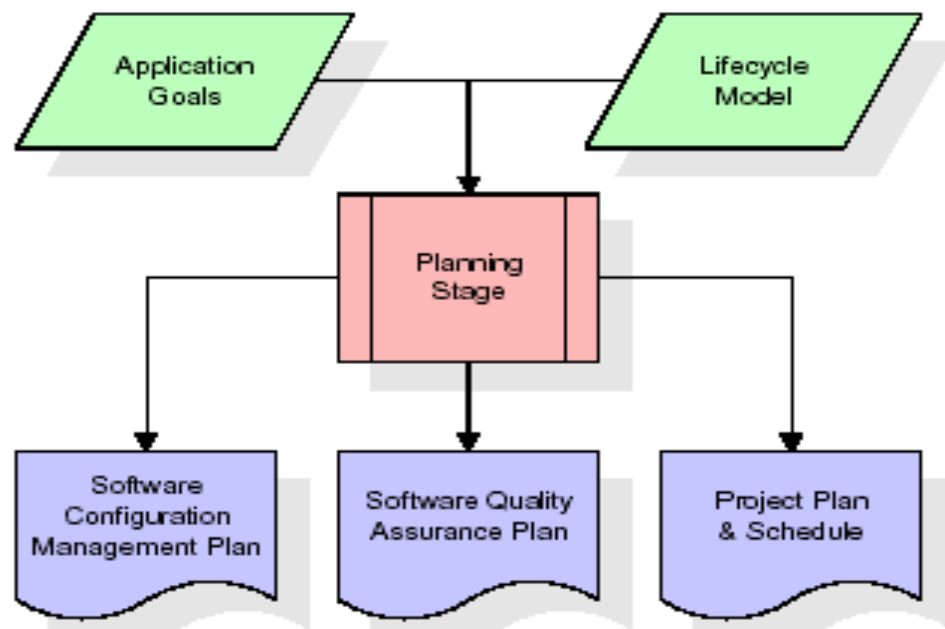 Application
Goals
Lifecycle
Model
Planning
Stage
Software
Configuration
Management Plan
Software Quality
Assurance Plan
Project Plan
& Schedule